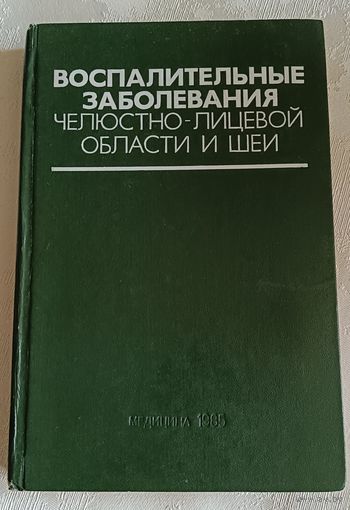 ВОСПАЛИТЕЛЬНЫЕ
ЗАБОЛЕВАНИЯ
ЧЕЛЮСТНО-ЛИЦЕВОЙ
ОБЛАСТИ И ШЕИ
МЕДИЦИНА 1985